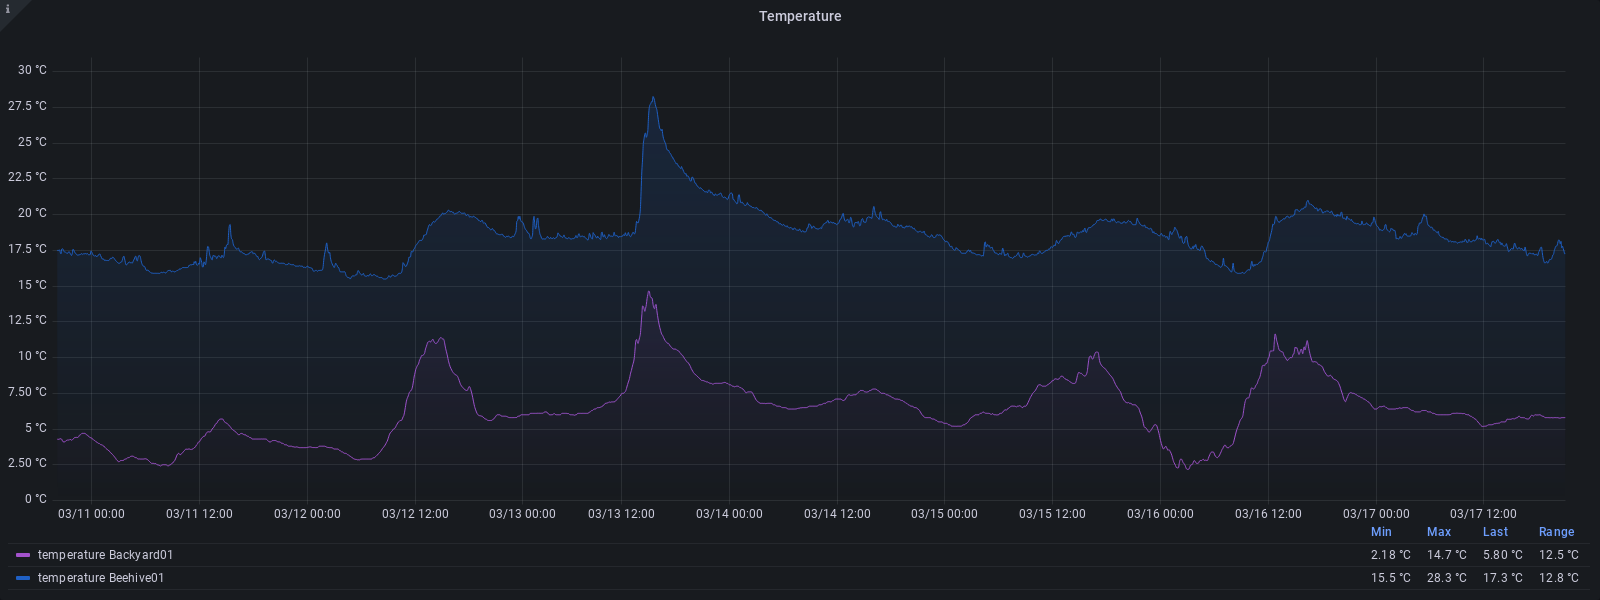 i
Temperature
30 °C
27.5 °C
25 °C
22.5 °C
20 °C
17.5 °C
15 °C
12.5 °C
10 °C
7.50 °C
5 °C
2.50 °C
0 °C
03/11 00:00 03/11 12:00 03/12 00:00 03/12 12:00 03/13 00:00 03/13 12:00 03/14 00:00 03/14 12:00 03/15 00:00 03/15 12:00 03/16 00:00 03/16 12:00 03/17 00:00 03/17 12:00
Min Max Last Range
temperature Backyard01 2.18 °C 14.7 °C 5.80 °C 12.5 °C
temperature Beehive01 15.5 °C 28.3 °C 17.3 °C 12.8 °C